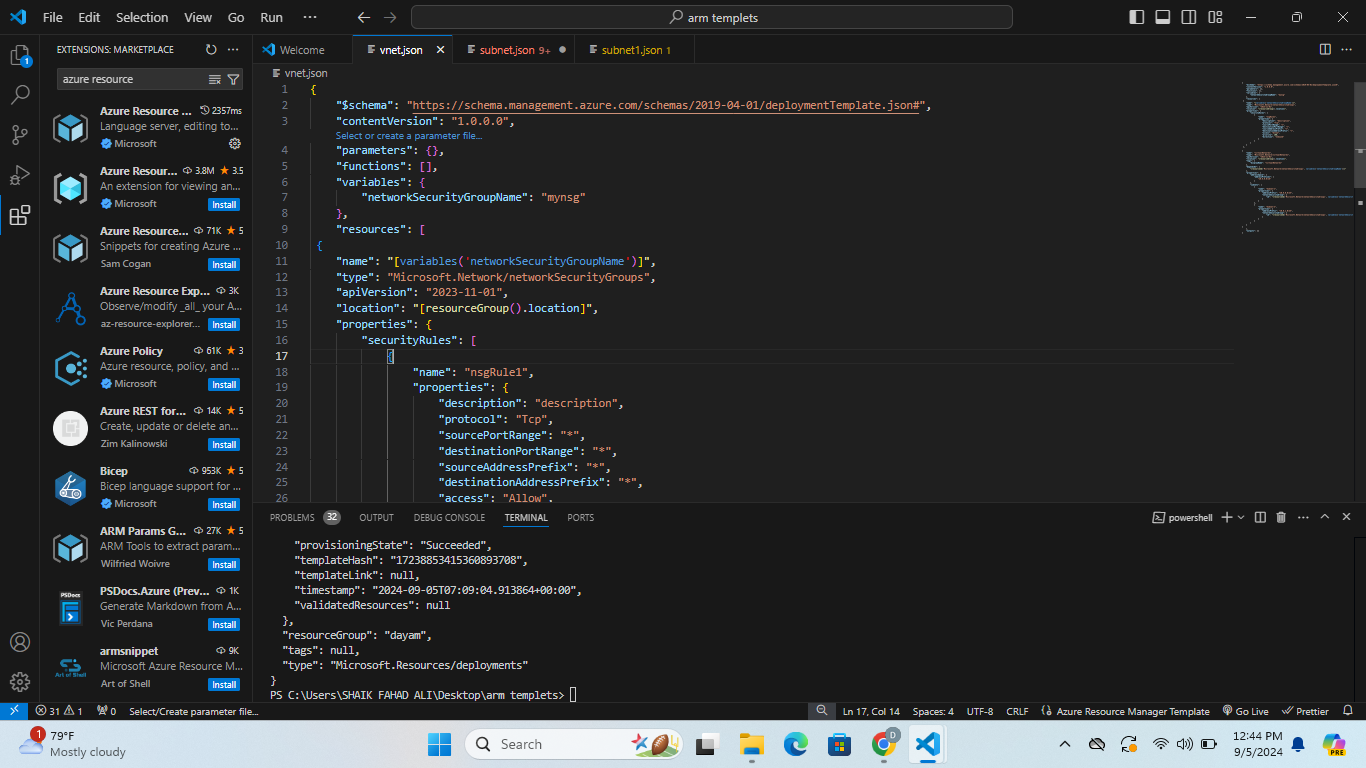 File Edit Selection View Go Run ··· arm templets
EXTENSIONS: MARKETPLACE
azure resource
Azure Resource ... 2357ms
Language server, editing to...
Microsoft
Azure Resour... 3.8M ★ 3.5
An extension for viewing an...
Microsoft Install
Azure Resource... 71K ★ 5
Snippets for creating Azure ...
Sam Cogan Install
Azure Resource Exp... 3K
Observe/modify _all_ your A...
az-resource-explorer... Install
Azure Policy 61K ★ 3
Azure resource, policy, and ...
Microsoft Install
Azure REST for... 14K ★ 5
Create, update or delete an...
Zim Kalinowski Install
Bicep 953K ★ 5
Bicep language support for ...
Microsoft Install
ARM Params G... 27K ★ 5
ARM Tools to extract param...
Wilfried Woivre Install
PSDocs.Azure (Prev... 1K
Generate Markdown from A...
Vic Perdana Install
armsnippet 9K
Microsoft Azure Resource M...
Art of Shell Install
PSDocs
Art of Shell
1
Welcome vnet.json subnet.json 9+ subnet1.json 1
vnet.json
1 {
2 "$schema": "https://schema.management.azure.com/schemas/2019-04-01/deploymentTemplate.json#",
3 "contentVersion": "1.0.0.0",
Select or create a parameter file...
4 "parameters": {},
5 "functions": [],
6 "variables": {
7 "networkSecurityGroupName": "mynsg"
8 },
9 "resources": [
10 {
11 "name": "[variables('networkSecurityGroupName')]",
12 "type": "Microsoft.Network/networkSecurityGroups",
13 "apiVersion": "2023-11-01",
14 "location": "[resourceGroup().location]",
15 "properties": {
16 "securityRules": [
17 {
18 "name": "nsgRule1",
19 "properties": {
20 "description": "description",
21 "protocol": "Tcp",
22 "sourcePortRange": "*",
23 "destinationPortRange": "*",
24 "sourceAddressPrefix": "*",
25 "destinationAddressPrefix": "*",
26 "access": "Allow",
PROBLEMS 32 OUTPUT DEBUG CONSOLE TERMINAL PORTS powershell
"provisioningState": "Succeeded",
"templateHash": "17238853415360893708",
"templateLink": null,
"timestamp": "2024-09-05T07:09:04.913864+00:00",
"validatedResources": null
},
"resourceGroup": "dayam",
"tags": null,
"type": "Microsoft.Resources/deployments"
}
PS C:\Users\SHAIK FAHAD ALI\Desktop\arm templets>
31 1 0 Select/Create parameter file... Ln 17, Col 14 Spaces: 4 UTF-8 CRLF Azure Resource Manager Template Go Live Prettier
1 79°F
Mostly cloudy
Search
D
PRE
12:44 PM
9/5/2024